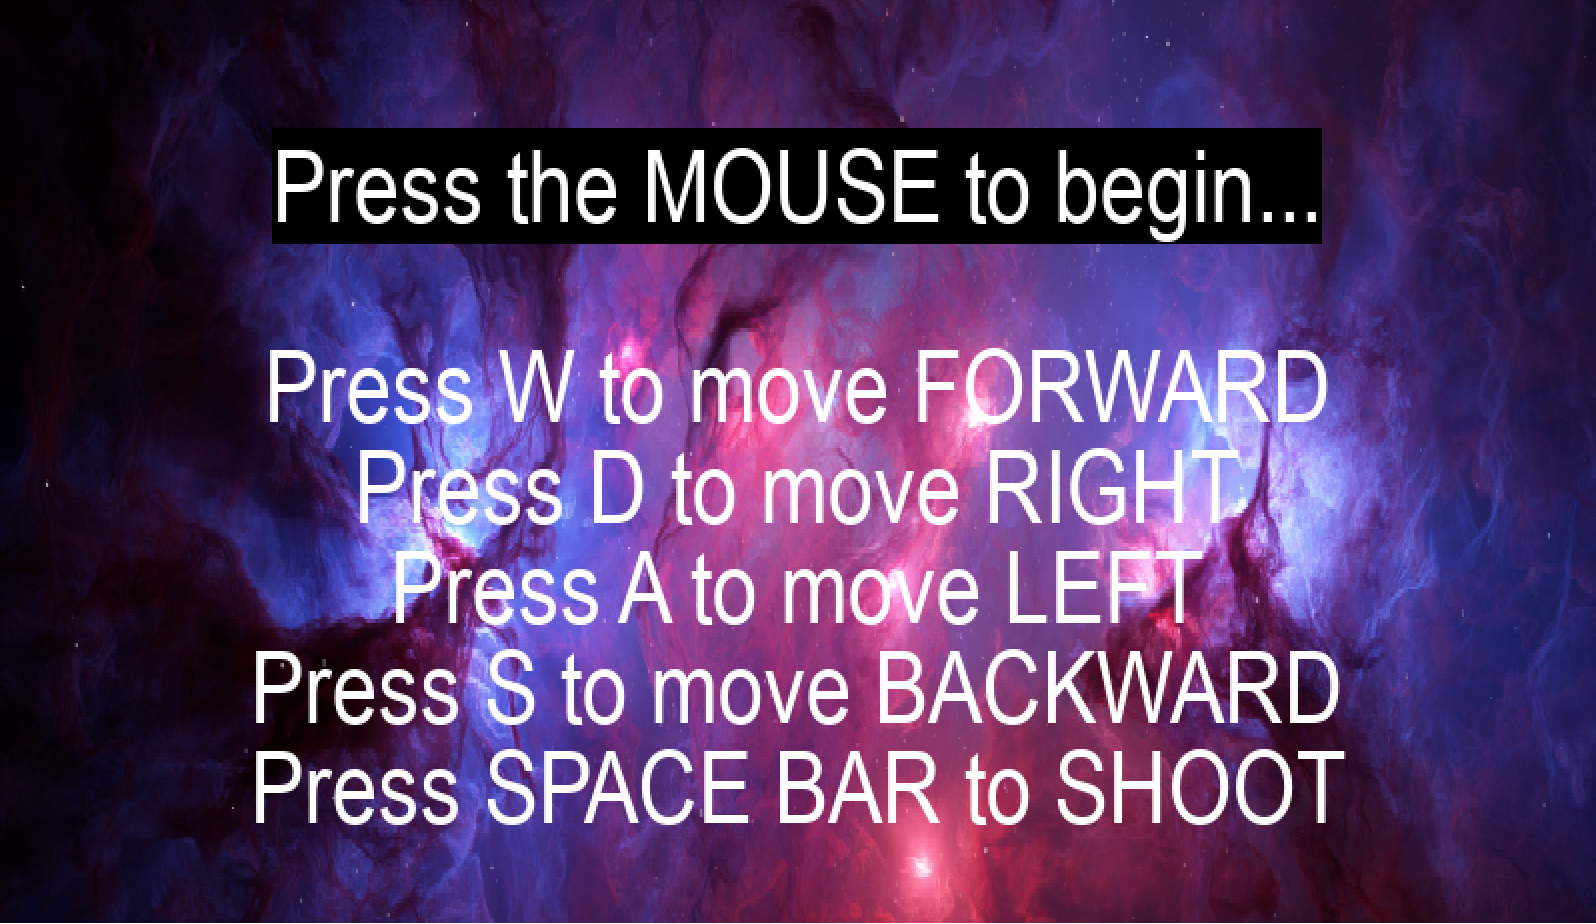 Press the MOUSE to begin...
Press W to move FORWARD
Press D to move RIGHT
Press A to move LEFT
Press S to move BACKWARD
Press SPACE BAR to SHOOT